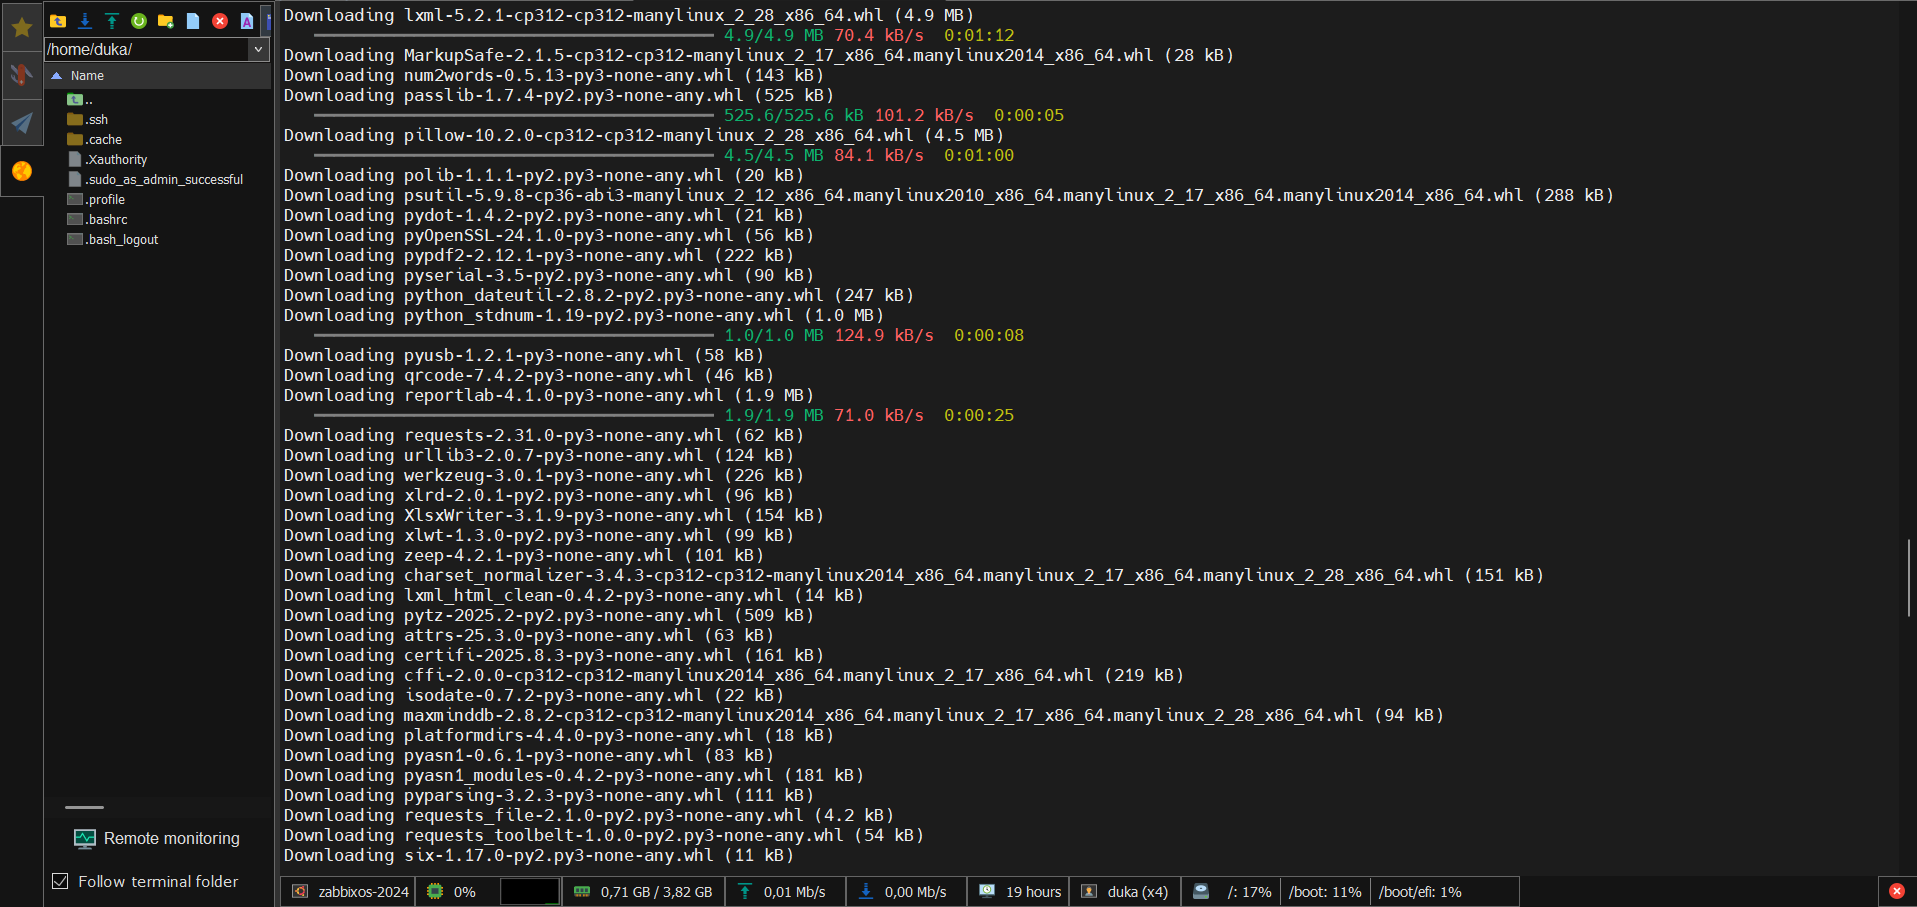 /home/duka/
Name
..
.ssh
.cache
.Xauthority
.sudo_as_admin_successful
.profile
.bashrc
.bash_logout
Remote monitoring
Follow terminal folder
Downloading lxml-5.2.1-cp312-cp312-manylinux_2_28_x86_64.whl (4.9 MB)
4.9/4.9 MB 70.4 kB/s 0:01:12
Downloading MarkupSafe-2.1.5-cp312-cp312-manylinux_2_17_x86_64.manylinux2014_x86_64.whl (28 kB)
Downloading num2words-0.5.13-py3-none-any.whl (143 kB)
Downloading passlib-1.7.4-py2.py3-none-any.whl (525 kB)
525.6/525.6 kB 101.2 kB/s 0:00:05
Downloading pillow-10.2.0-cp312-cp312-manylinux_2_28_x86_64.whl (4.5 MB)
4.5/4.5 MB 84.1 kB/s 0:01:00
Downloading polib-1.1.1-py2.py3-none-any.whl (20 kB)
Downloading psutil-5.9.8-cp36-abi3-manylinux_2_12_x86_64.manylinux2010_x86_64.manylinux_2_17_x86_64.manylinux2014_x86_64.whl (288 kB)
Downloading pydot-1.4.2-py2.py3-none-any.whl (21 kB)
Downloading pyOpenSSL-24.1.0-py3-none-any.whl (56 kB)
Downloading pypdf2-2.12.1-py3-none-any.whl (222 kB)
Downloading pyserial-3.5-py2.py3-none-any.whl (90 kB)
Downloading python_dateutil-2.8.2-py2.py3-none-any.whl (247 kB)
Downloading python_stdnum-1.19-py2.py3-none-any.whl (1.0 MB)
1.0/1.0 MB 124.9 kB/s 0:00:08
Downloading pyusb-1.2.1-py3-none-any.whl (58 kB)
Downloading qrcode-7.4.2-py3-none-any.whl (46 kB)
Downloading reportlab-4.1.0-py3-none-any.whl (1.9 MB)
1.9/1.9 MB 71.0 kB/s 0:00:25
Downloading requests-2.31.0-py3-none-any.whl (62 kB)
Downloading urllib3-2.0.7-py3-none-any.whl (124 kB)
Downloading werkzeug-3.0.1-py3-none-any.whl (226 kB)
Downloading xlrd-2.0.1-py2.py3-none-any.whl (96 kB)
Downloading XlsxWriter-3.1.9-py3-none-any.whl (154 kB)
Downloading xlwt-1.3.0-py2.py3-none-any.whl (99 kB)
Downloading zeep-4.2.1-py3-none-any.whl (101 kB)
Downloading charset_normalizer-3.4.3-cp312-cp312-manylinux2014_x86_64.manylinux_2_17_x86_64.manylinux_2_28_x86_64.whl (151 kB)
Downloading lxml_html_clean-0.4.2-py3-none-any.whl (14 kB)
Downloading pytz-2025.2-py2.py3-none-any.whl (509 kB)
Downloading attrs-25.3.0-py3-none-any.whl (63 kB)
Downloading certifi-2025.8.3-py3-none-any.whl (161 kB)
Downloading cffi-2.0.0-cp312-cp312-manylinux2014_x86_64.manylinux_2_17_x86_64.whl (219 kB)
Downloading isodate-0.7.2-py3-none-any.whl (22 kB)
Downloading maxminddb-2.8.2-cp312-cp312-manylinux2014_x86_64.manylinux_2_17_x86_64.manylinux_2_28_x86_64.whl (94 kB)
Downloading platformdirs-4.4.0-py3-none-any.whl (18 kB)
Downloading pyasn1-0.6.1-py3-none-any.whl (83 kB)
Downloading pyasn1_modules-0.4.2-py3-none-any.whl (181 kB)
Downloading pyparsing-3.2.3-py3-none-any.whl (111 kB)
Downloading requests_file-2.1.0-py2.py3-none-any.whl (4.2 kB)
Downloading requests_toolbelt-1.0.0-py2.py3-none-any.whl (54 kB)
Downloading six-1.17.0-py2.py3-none-any.whl (11 kB)
zabbixos-2024 0% 0,71 GB / 3,82 GB 0,01 Mb/s 0,00 Mb/s 19 hours duka (x4) /: 17% /boot: 11% /boot/efi: 1%